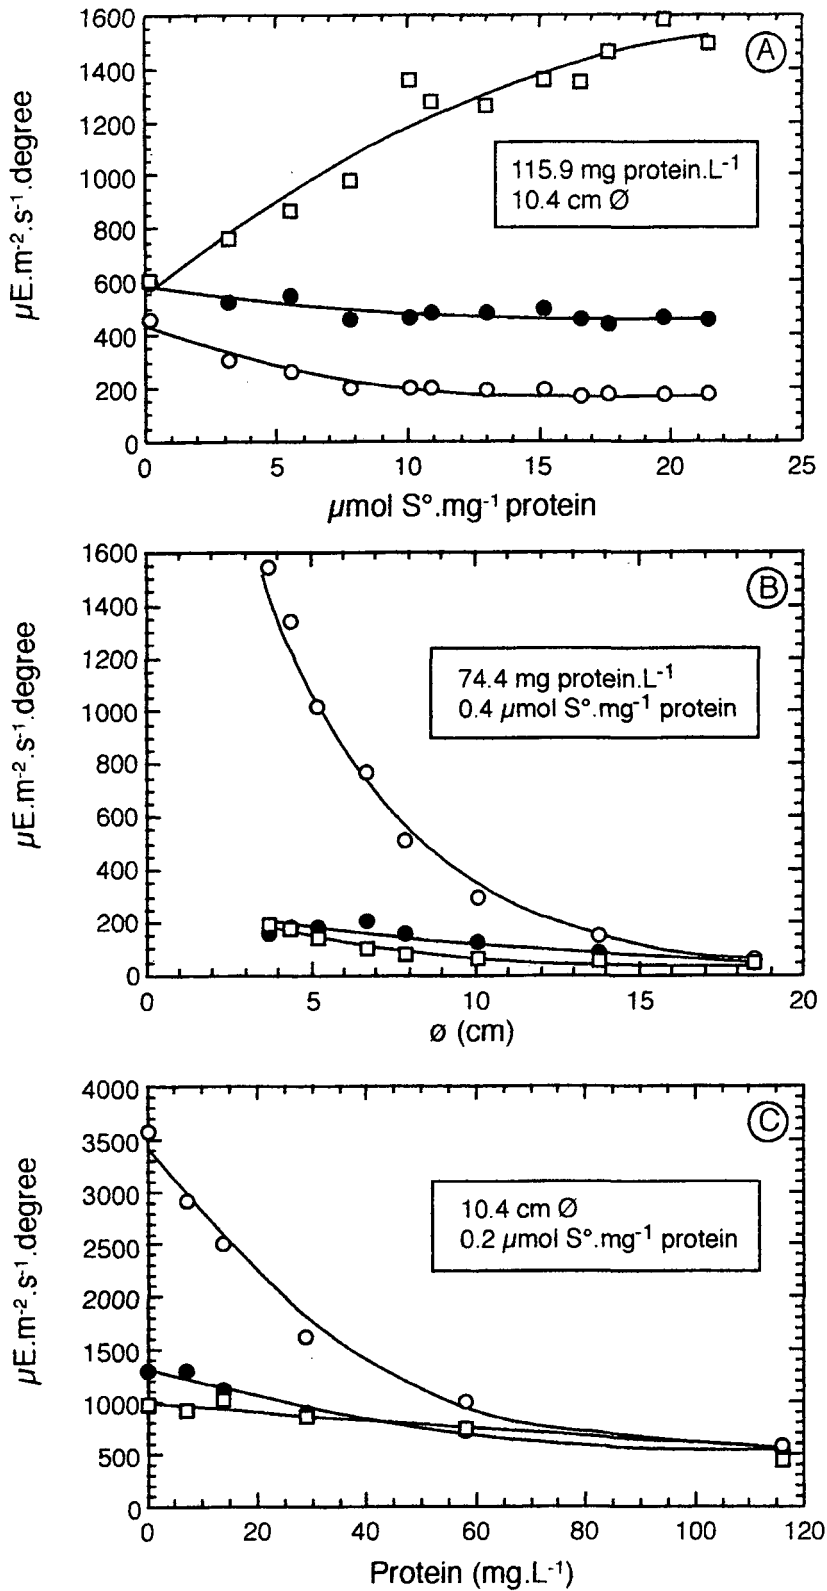 A
µE.m-2.s-1.degree
1600
1400
1200
1000
800
600
400
200
0
115.9 mg protein.L-1
10.4 cm Ø
0 5 10 15 20 25
µmol S°.mg-1 protein
B
µE.m-2.s-1.degree
1600
1400
1200
1000
800
600
400
200
0
74.4 mg protein.L-1
0.4 µmol S°.mg-1 protein
0 5 10 15 20
ø (cm)
C
µE.m-2.s-1.degree
4000
3500
3000
2500
2000
1500
1000
500
0
10.4 cm Ø
0.2 µmol S°.mg-1 protein
0 20 40 60 80 100 120
Protein (mg.L-1)